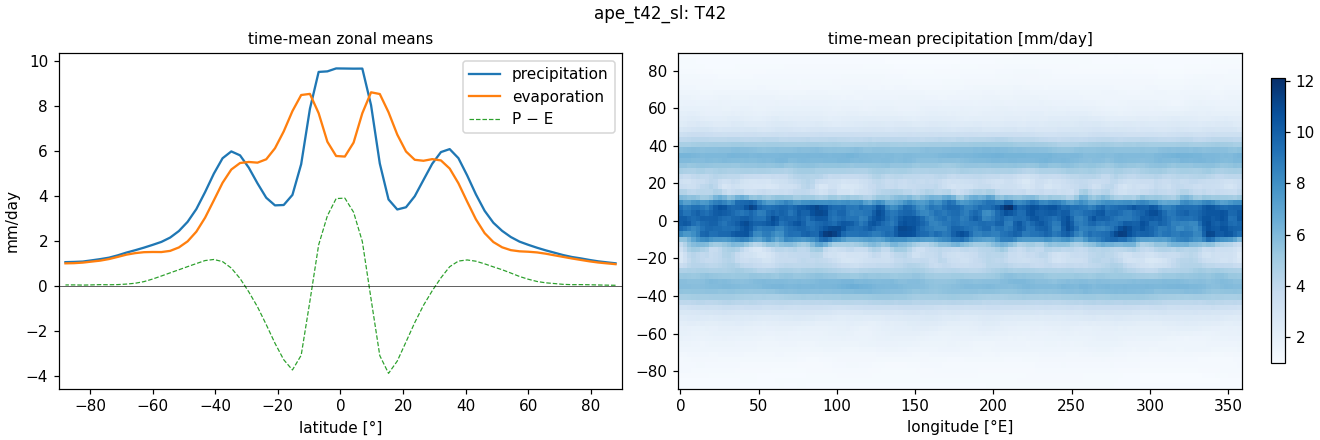 ape_t42_sl: T42
time-mean zonal means
10
8
6
4
2
0
−2
−4
mm/day
precipitation
evaporation
P − E
−80 −60 −40 −20 0 20 40 60 80
latitude [°]
time-mean precipitation [mm/day]
80
60
40
20
0
−20
−40
−60
−80
0 50 100 150 200 250 300 350
longitude [°E]
12
10
8
6
4
2